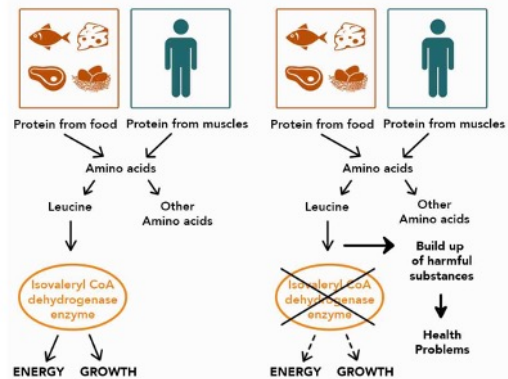 Protein from food
Protein from muscles
Amino acids
Leucine
Other
Amino Acids
Isovaleryl CoA
dehydrogenase
enzyme
ENERGY
GROWTH
Protein from food
Protein from muscles
Amino acids
Leucine
Other
Amino Acids
Build up
of harmful
substances
Isovaleryl CoA
dehydrogenase
enzyme
Health
Problems
ENERGY
GROWTH